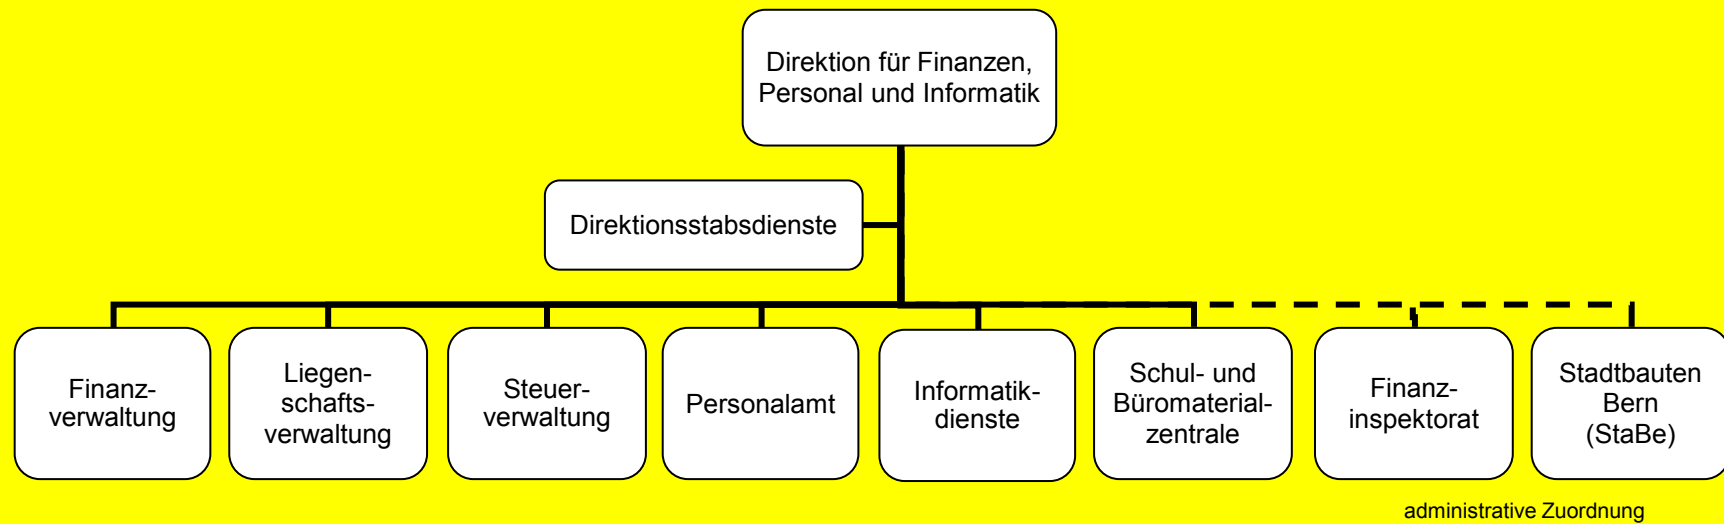 Direktion für Finanzen,
Personal und Informatik
Direktionsstabsdienste
Finanz-
verwaltung
Liegen-
schafts-
verwaltung
Steuer-
verwaltung
Personalamt
Informatik-
dienste
Schul- und
Büromaterial-
zentrale
Finanz-
inspektorat
Stadtbauten
Bern
(StaBe)
administrative Zuordnung